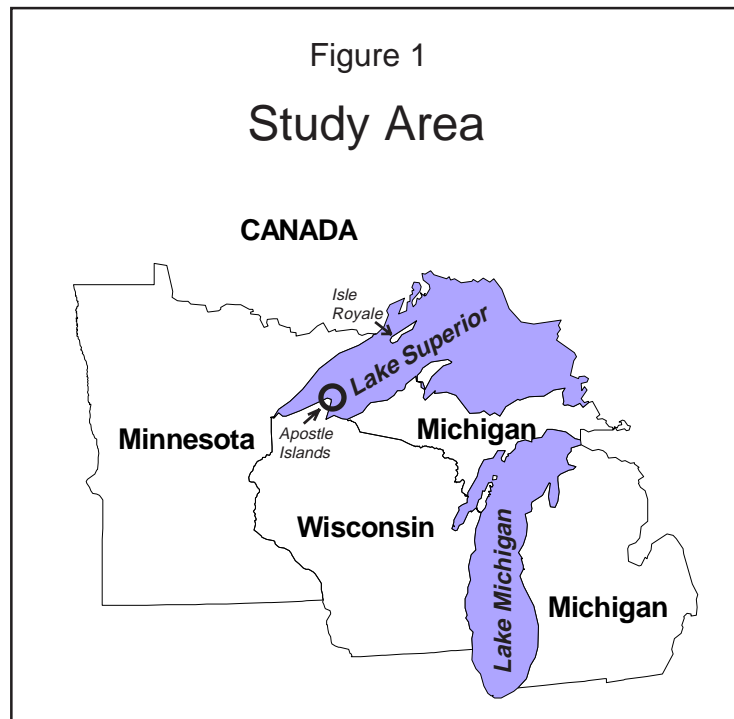 Figure 1
Study Area
CANADA
Isle
Royale
Lake Superior
Minnesota
Apostle
Islands
Michigan
Wisconsin
Lake Michigan
Michigan